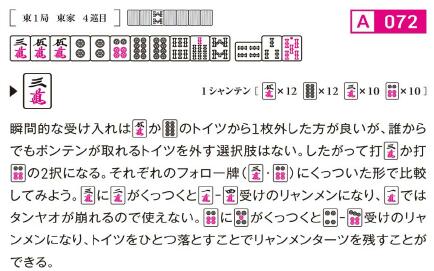 東1局 東家 4巡目
A 072
1シャンテン [ ×12 ×12 ×10 ×10 ]
瞬間的な受け入れは か のトイツから1枚外した方が良いが、誰から
でもポンテンが取れるトイツを外す選択肢はない。したがって打 か打
の2択になる。それぞれのフォロー牌( ・ )にくっついた形で比較
してみよう。 に がくっつくと - 受けのリャンメンになり、 では
タンヤオが崩れるので使えない。 に がくっつくと - 受けのリャ
ンメンになり、トイツをひとつ落とすことでリャンメンターツを残すことが
できる。